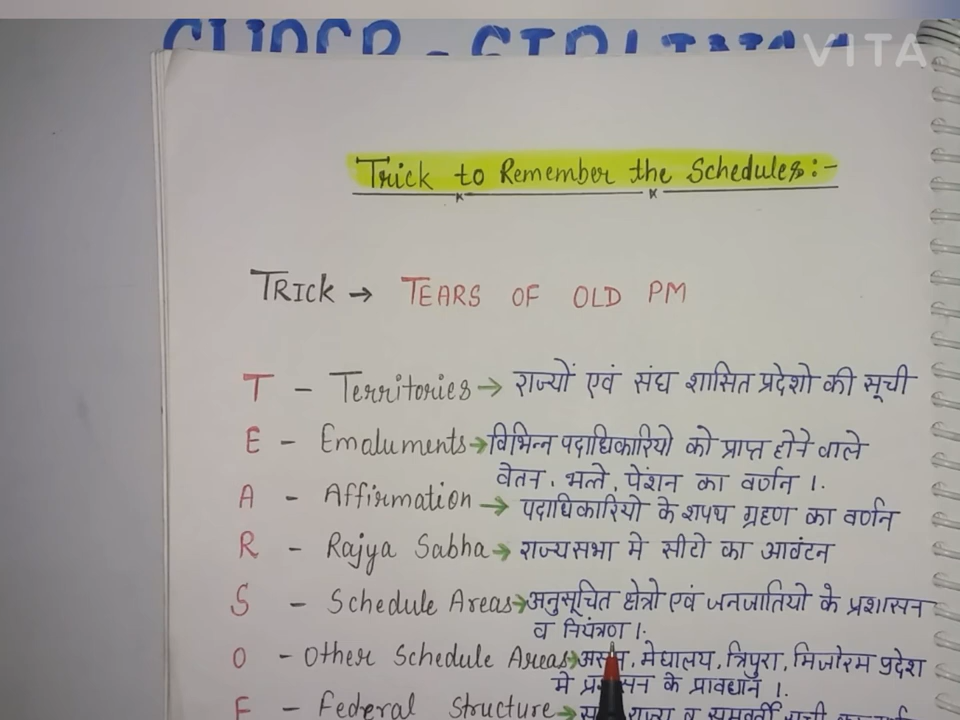 VITA
Trick to Remember the Schedules:-
TRICK → TEARS OF OLD PM
T - Territories → राज्यों एवं संघ शासित प्रदेशो की सूची
E - Emaluments → विभिन्न पदाधिकारियो को प्राप्त होने वाले
वेतन, भत्ते, पेंशन का वर्णन ।.
A - Affirmation → पदाधिकारियो के शपथ ग्रहण का वर्णन
R - Rajya Sabha → राज्यसभा मे सीटो का आवंटन
S - Schedule Areas → अनुसूचित क्षेत्रो एवं जनजातियो के प्रशासन
व नियंत्रण ।.
O - Other Schedule Areas → मेघालय, त्रिपुरा, मिजोरम प्रदेश
मे के प्रावधान ।.
F - Federal Structure →